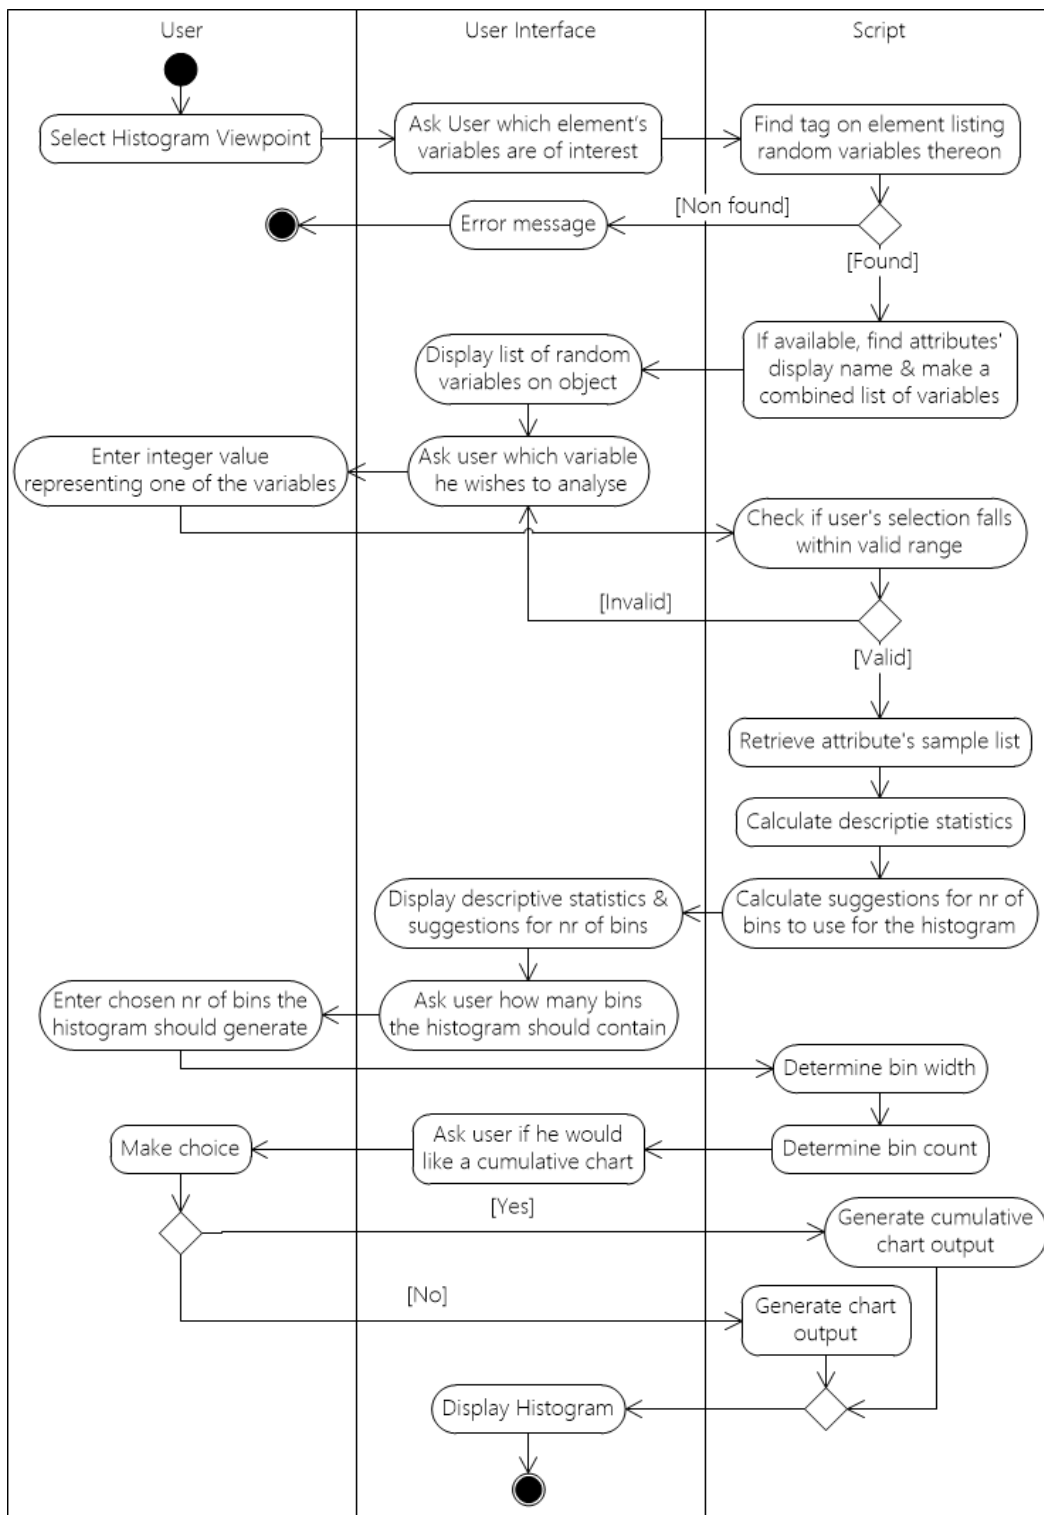 User
User Interface
Script
Select Histogram Viewpoint
Ask User which element's
variables are of interest
Find tag on element listing
random variables thereon
[Non found]
Error message
[Found]
If available, find attributes'
display name & make a
combined list of variables
Display list of random
variables on object
Ask user which variable
he wishes to analyse
Enter integer value
representing one of the variables
Check if user's selection falls
within valid range
[Invalid]
[Valid]
Retrieve attribute's sample list
Calculate descriptie statistics
Calculate suggestions for nr of
bins to use for the histogram
Display descriptive statistics &
suggestions for nr of bins
Ask user how many bins
the histogram should contain
Enter chosen nr of bins the
histogram should generate
Determine bin width
Determine bin count
Ask user if he would
like a cumulative chart
Make choice
[Yes]
Generate cumulative
chart output
[No]
Generate chart
output
Display Histogram